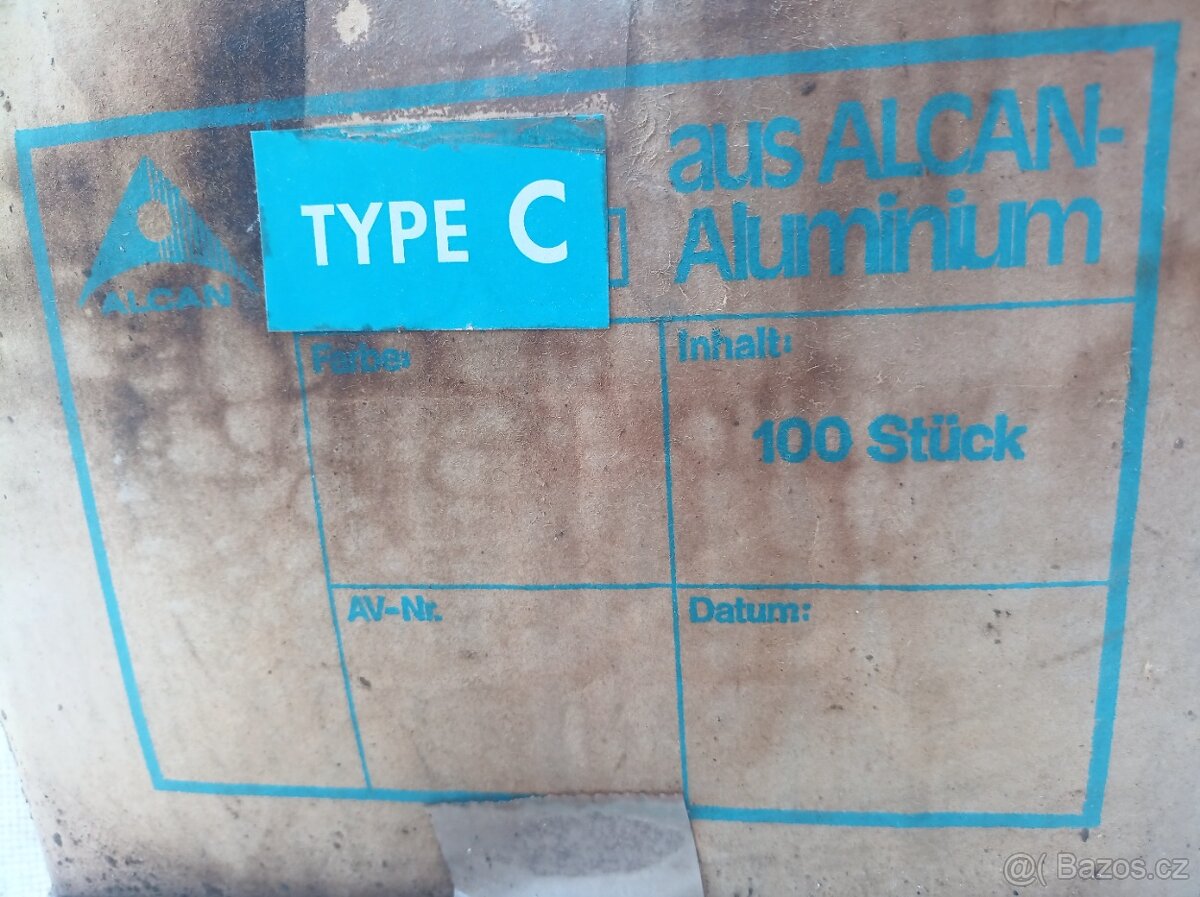 TYPE C
aus ALCAN-
Aluminium
ALCAN
Farbe:
Inhalt:
100 Stück
AV-Nr.
Datum:
@( Bazos.cz